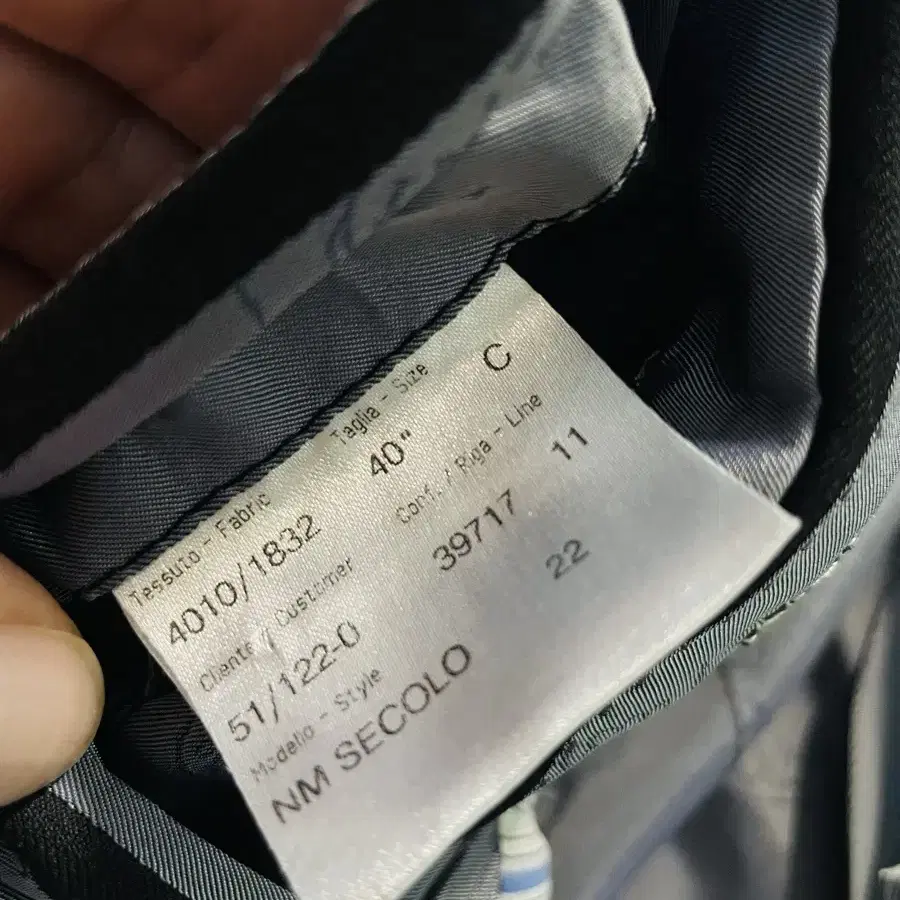 Tessuto - Fabric Taglia - Size
4010/1832 40" C
Cliente / Customer Conf. / Riga - Line
51/122-0 39717 11
Modello - Style 22
NM SECOLO